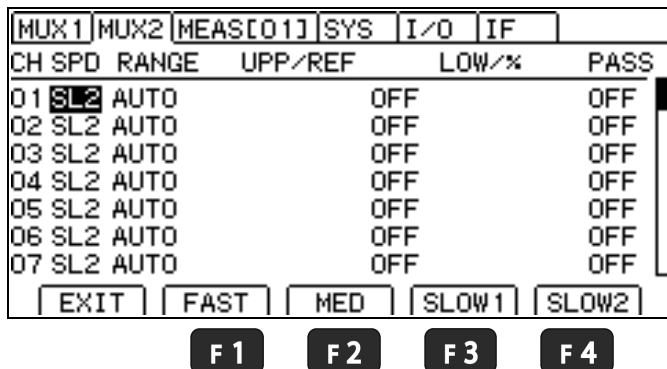 MUX1 MUX2 MEAS[01] SYS I/O IF
CH SPD RANGE UPP/REF LOW/% PASS
01 SL2 AUTO OFF OFF
02 SL2 AUTO OFF OFF
03 SL2 AUTO OFF OFF
04 SL2 AUTO OFF OFF
05 SL2 AUTO OFF OFF
06 SL2 AUTO OFF OFF
07 SL2 AUTO OFF OFF
EXIT FAST MED SLOW1 SLOW2
F1 F2 F3 F4